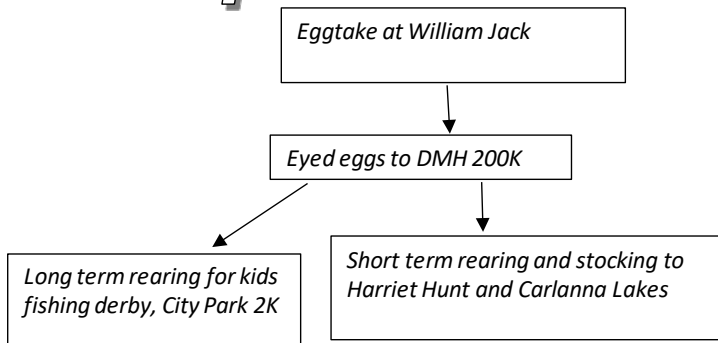 Eggtake at William Jack
Eyed eggs to DMH 200K
Long term rearing for kids
fishing derby, City Park 2K
Short term rearing and stocking to
Harriet Hunt and Carlanna Lakes